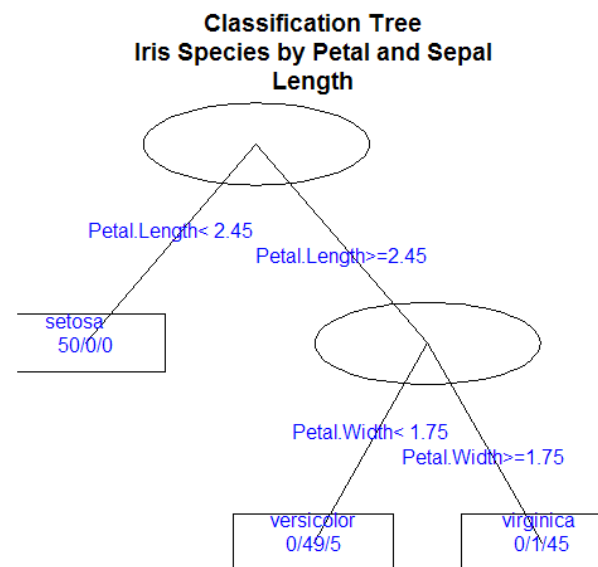 Classification Tree
Iris Species by Petal and Sepal
Length
Petal.Length< 2.45
Petal.Length>=2.45
setosa
50/0/0
Petal.Width< 1.75
Petal.Width>=1.75
versicolor
0/49/5
virginica
0/1/45